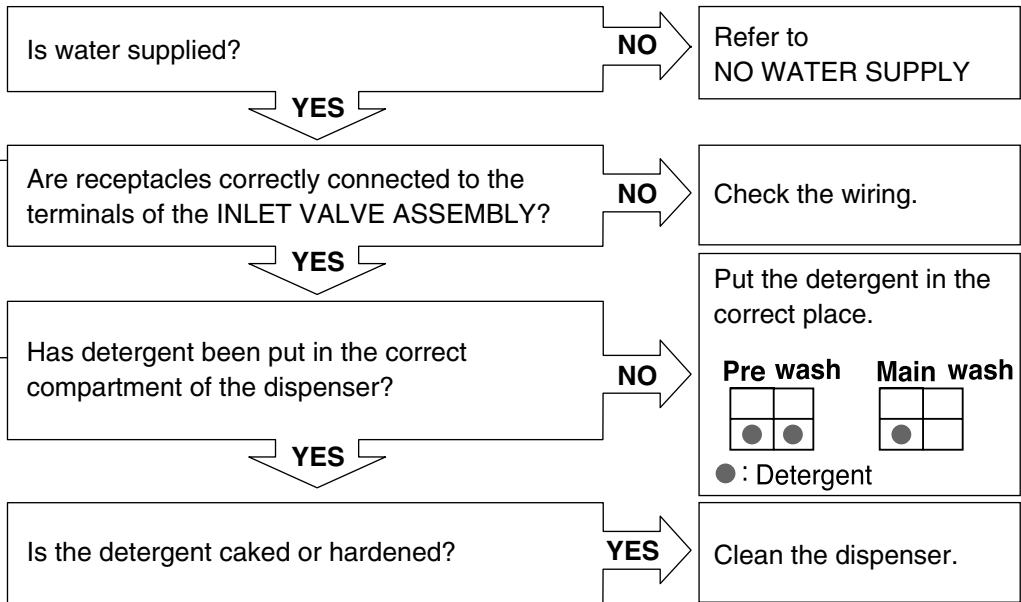 Is water supplied?
NO
Refer to
NO WATER SUPPLY
YES
Are receptacles correctly connected to the
terminals of the INLET VALVE ASSEMBLY?
NO
Check the wiring.
YES
Has detergent been put in the correct
compartment of the dispenser?
NO
Put the detergent in the
correct place.
Pre wash
Main wash
: Detergent
YES
Is the detergent caked or hardened?
YES
Clean the dispenser.